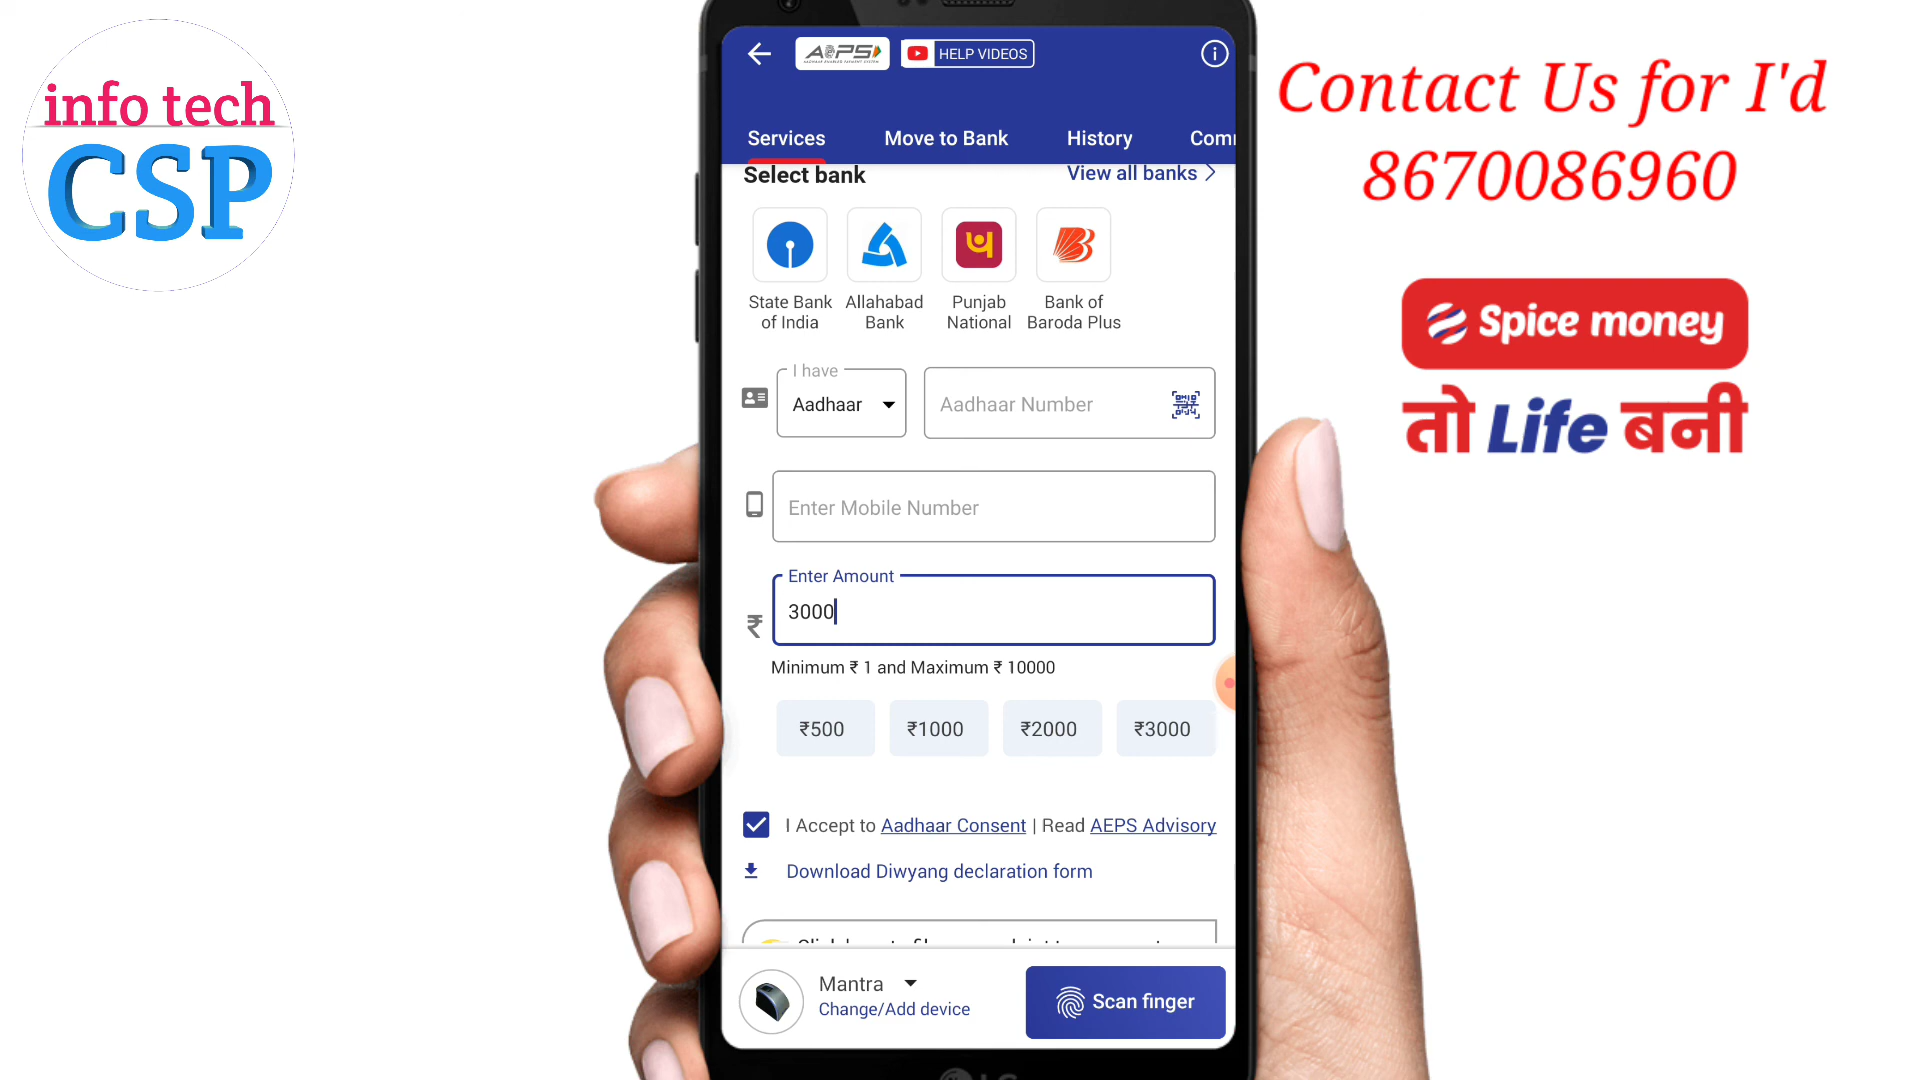 info tech
CSP
AePS
HELP VIDEOS
Services
Move to Bank
History
Com
Select bank
View all banks
State Bank
of India
Allahabad
Bank
Punjab
National
Bank of
Baroda Plus
I have
Aadhaar
Aadhaar Number
Enter Mobile Number
Enter Amount
₹
3000
Minimum ₹ 1 and Maximum ₹ 10000
₹500
₹1000
₹2000
₹3000
I Accept to Aadhaar Consent | Read AEPS Advisory
Download Diwyang declaration form
Mantra
Change/Add device
Scan finger
Contact Us for I'd
8670086960
Spice money
तो Life बनी